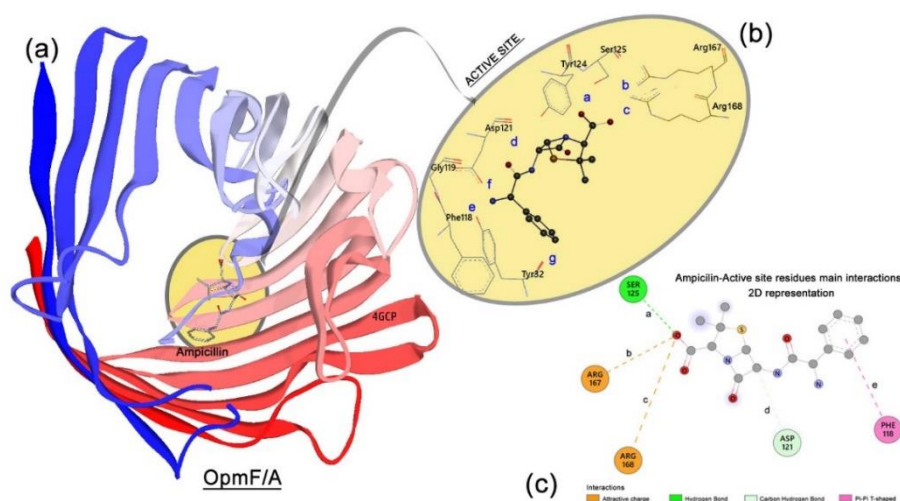 (a)
ACTIVE SITE
(b)
Arg167
Ser125
Tyr124
b
Arg168
a
c
Asp121
d
Gly119
f
e
Phe118
g
Tyr32
4GCP
Ampicillin
OpmF/A
Ampicilin-Active site residues main interactions
2D representation
SER
125
a
S
O
ARG
167
b
O
N
O
N
N
e
c
O
d
PHE
118
ARG
168
ASP
121
(c)
Interactions
Attractive charge
Hydrogen Bond
Carbon Hydrogen Bond
Pi-Pi T-shaped